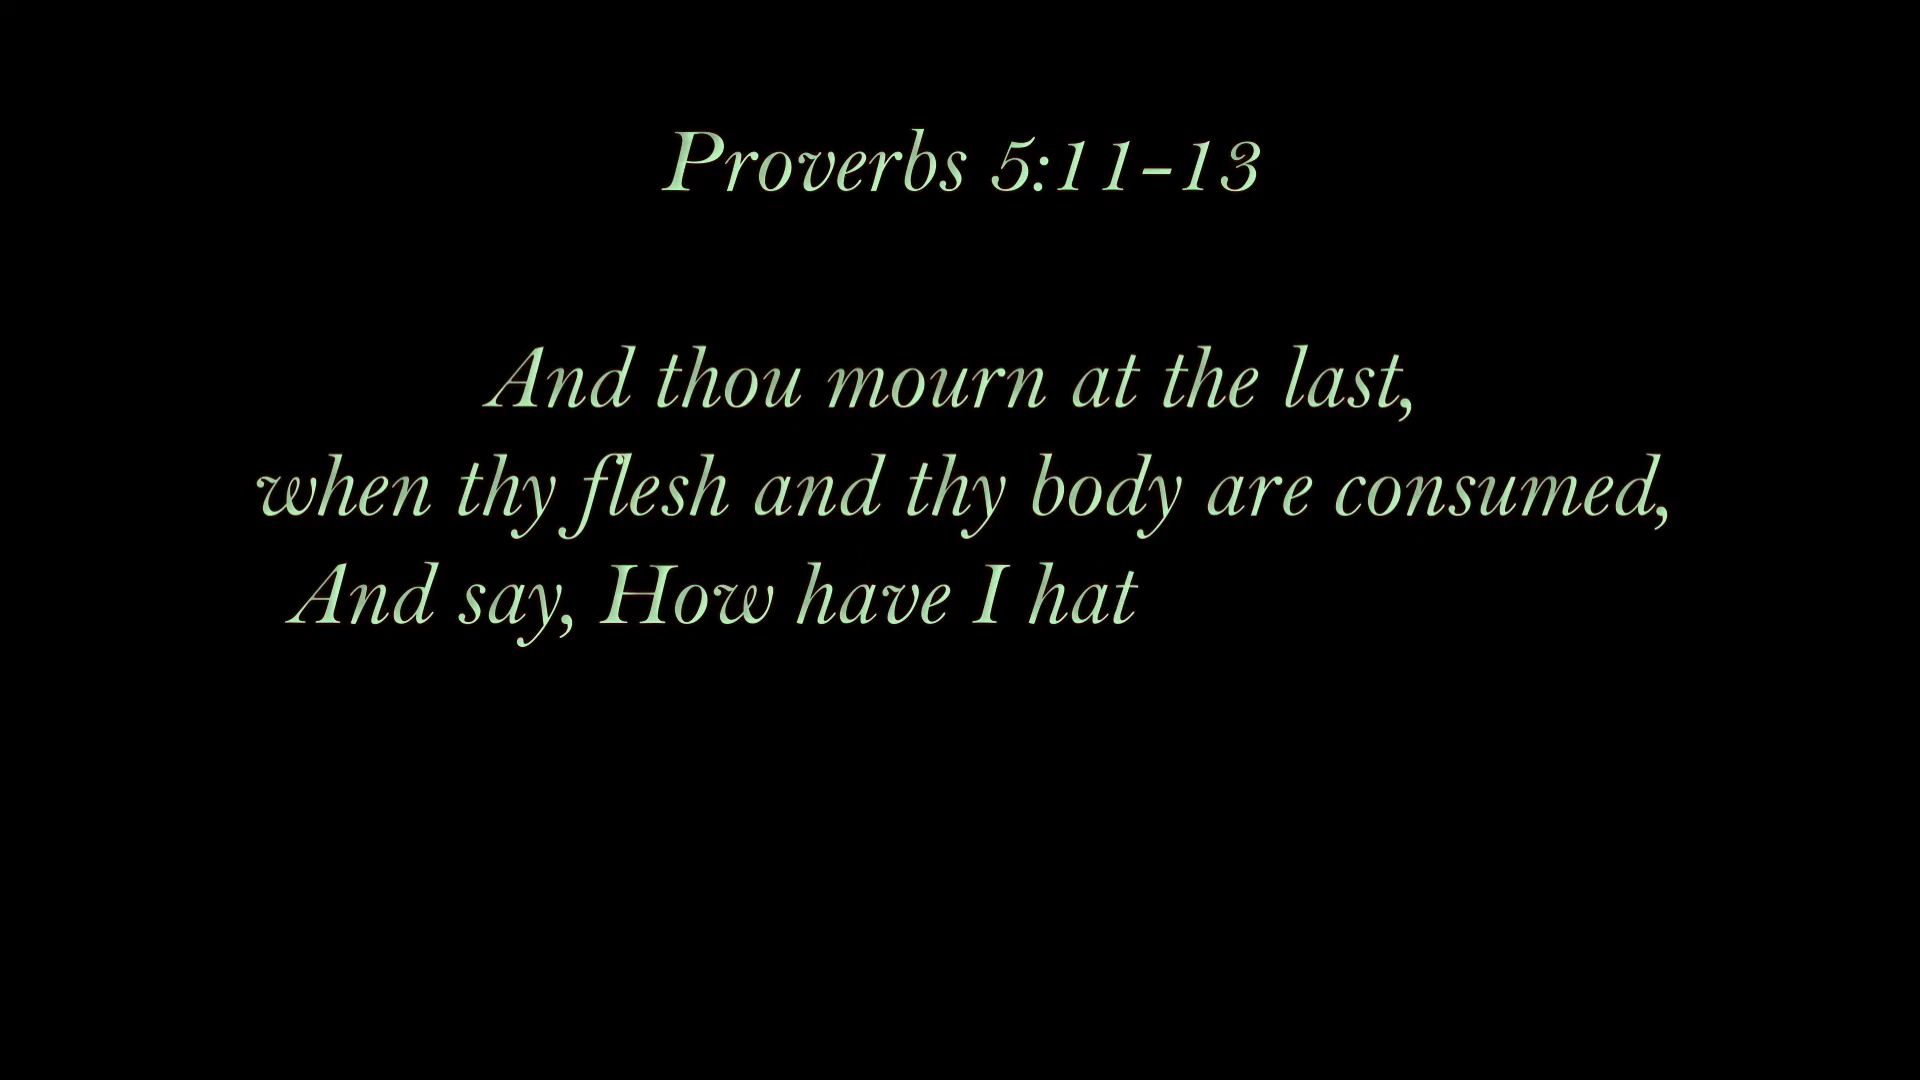 Proverbs 5:11-13
And thou mourn at the last,
when thy flesh and thy body are consumed,
And say, How have I hat